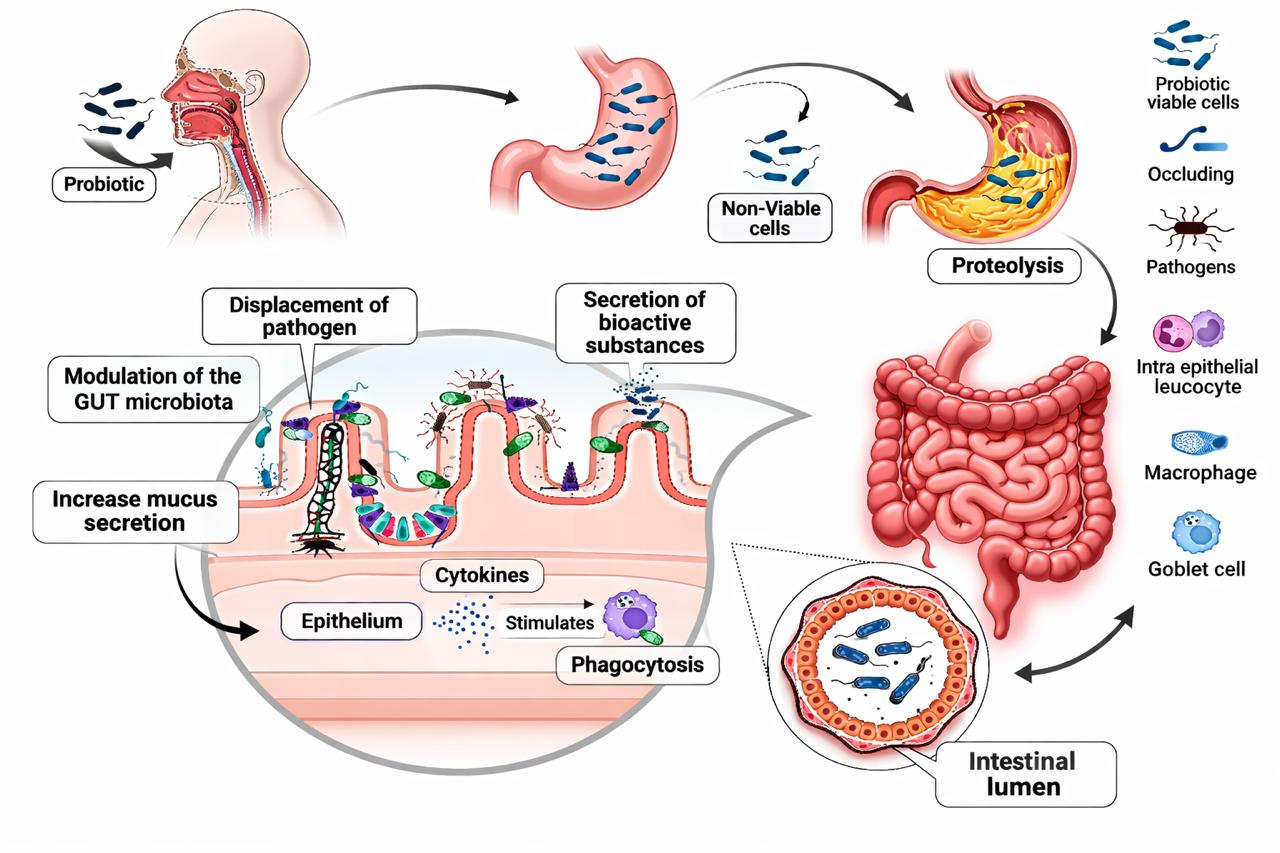 Probiotic
Non-Viable
cells
Proteolysis
Probiotic
viable cells
Occluding
Pathogens
Intra epithelial
leucocyte
Macrophage
Goblet cell
Displacement of
pathogen
Secretion of
bioactive
substances
Modulation of the
GUT microbiota
Increase mucus
secretion
Cytokines
Epithelium
Stimulates
Phagocytosis
Intestinal
lumen